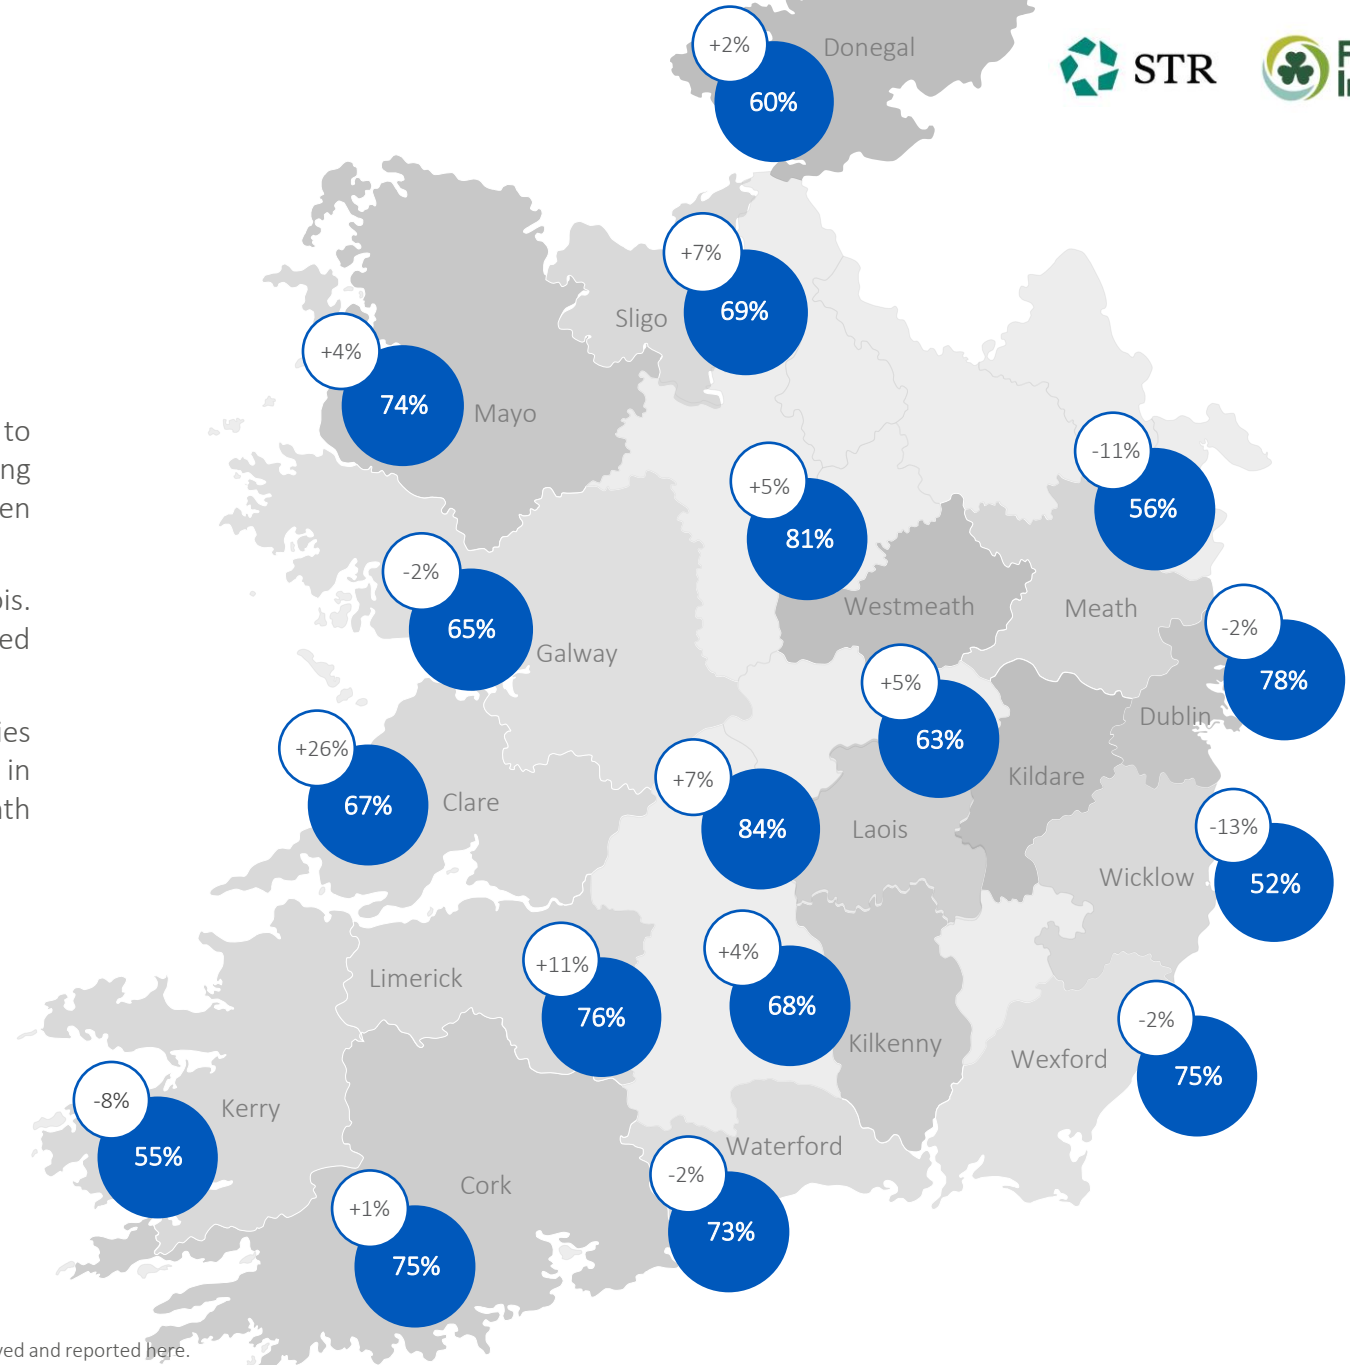 +2%
Donegal
60%
STR
+7%
Sligo
69%
+4%
74%
Mayo
to
-11%
56%
+5%
81%
-2%
65%
Westmeath
Meath
Galway
-2%
78%
+5%
63%
Dublin
+26%
67%
Clare
+7%
84%
Kildare
Laois
in
-13%
52%
Wicklow
Limerick
+11%
76%
+4%
68%
Kilkenny
Wexford
-2%
75%
-8%
55%
Kerry
Waterford
-2%
73%
Cork
+1%
75%
and reported here.